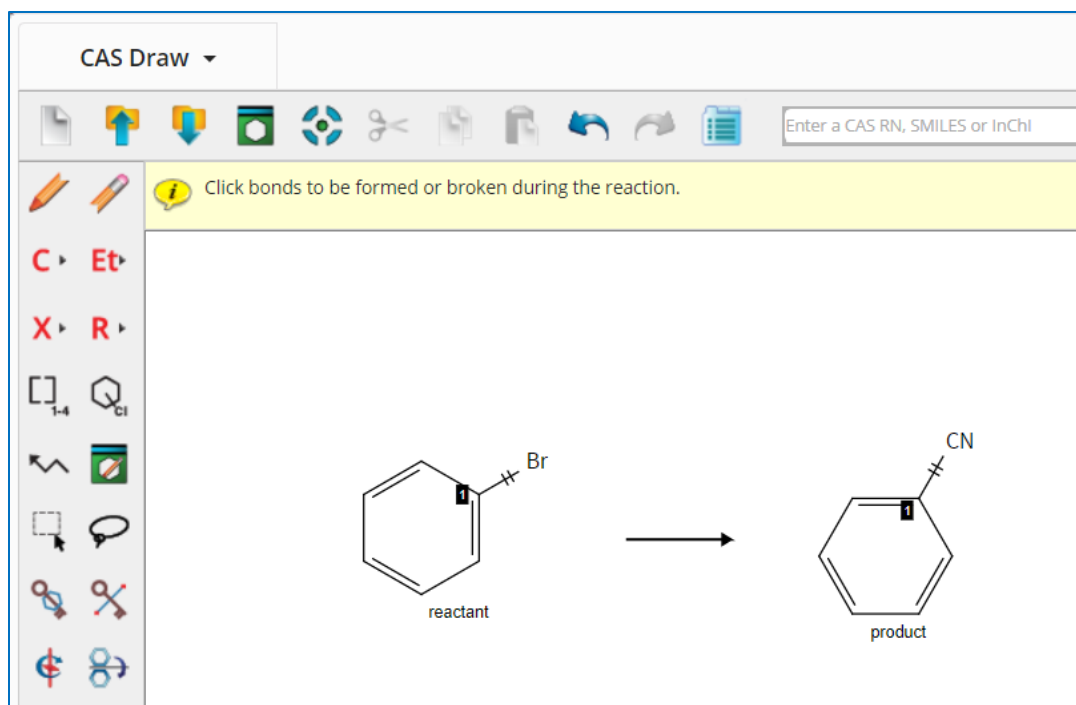 CAS Draw
Enter a CAS RN, SMILES or InChI
i Click bonds to be formed or broken during the reaction.
C Et
X R
1-4 Cl
CN
Br
1 1
reactant
product